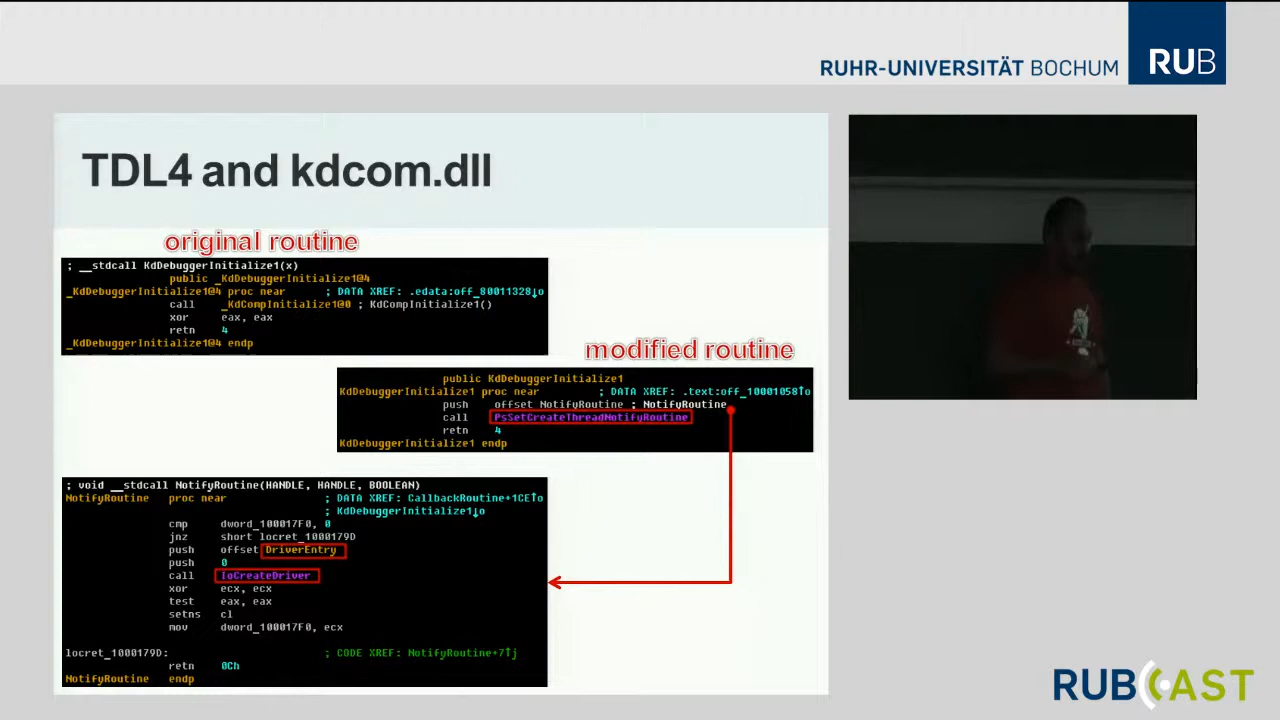 RUHR-UNIVERSITÄT BOCHUM RUB
TDL4 and kdcom.dll
original routine
; __stdcall KdDebuggerInitialize1(x)
public _KdDebuggerInitialize1@4
_KdDebuggerInitialize1@4 proc near ; DATA XREF: .edata:off_80011328↓o
call _KdCompInitialize1@0 ; KdCompInitialize1()
xor eax, eax
retn 4
_KdDebuggerInitialize1@4 endp
modified routine
public KdDebuggerInitialize1
KdDebuggerInitialize1 proc near ; DATA XREF: .text:off_10001058↑o
push offset NotifyRoutine ; NotifyRoutine
call PsSetCreateThreadNotifyRoutine
retn 4
KdDebuggerInitialize1 endp
; void __stdcall NotifyRoutine(HANDLE, HANDLE, BOOLEAN)
NotifyRoutine proc near ; DATA XREF: CallbackRoutine+1CE↑o
; KdDebuggerInitialize1↓o
cmp dword_100017F0, 0
jnz short locret_1000179D
push offset DriverEntry
push 0
call IoCreateDriver
xor ecx, ecx
test eax, eax
setns cl
mov dword_100017F0, ecx
locret_1000179D: ; CODE XREF: NotifyRoutine+7↑j
retn 0Ch
NotifyRoutine endp
RUBCAST